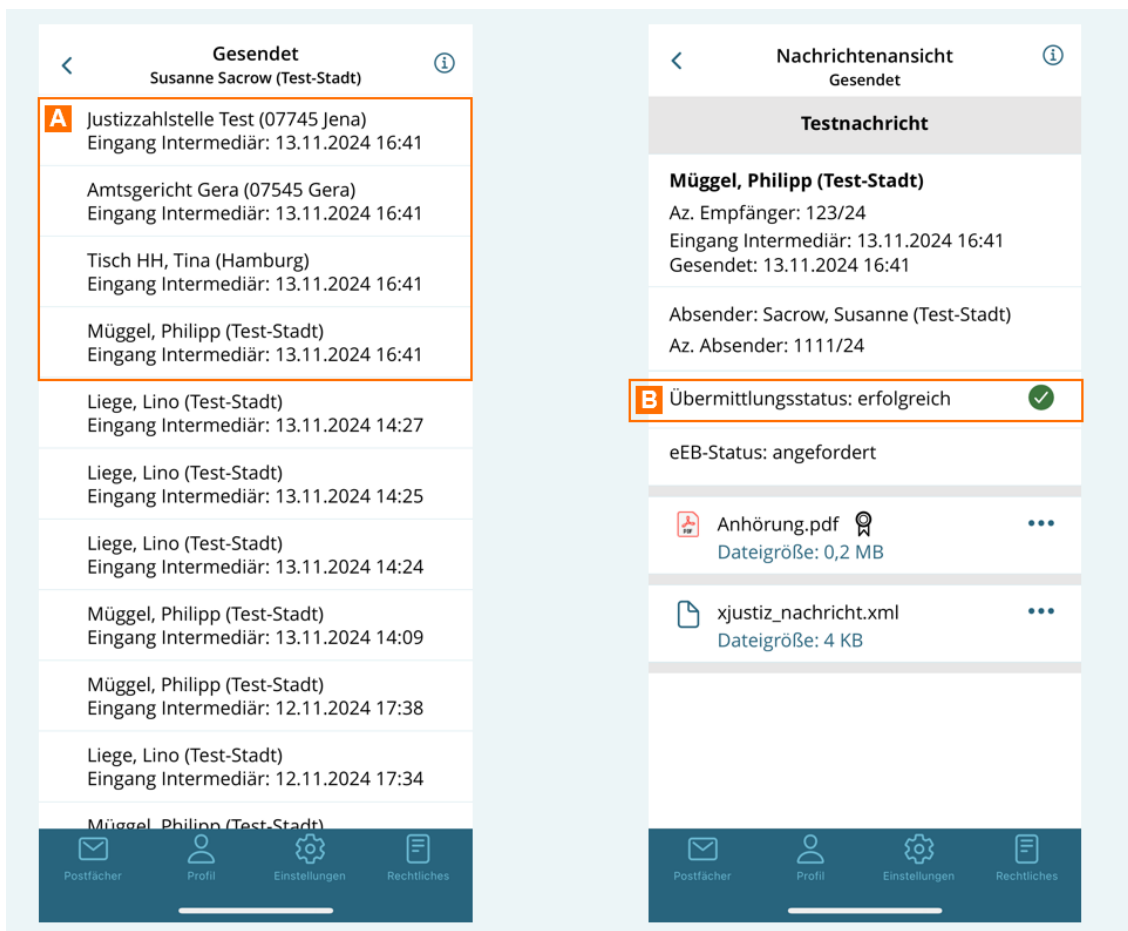 Gesendet
Susanne Sacrow (Test-Stadt)
A
Justizzahlstelle Test (07745 Jena)
Eingang Intermediär: 13.11.2024 16:41
Amtsgericht Gera (07545 Gera)
Eingang Intermediär: 13.11.2024 16:41
Tisch HH, Tina (Hamburg)
Eingang Intermediär: 13.11.2024 16:41
Müggel, Philipp (Test-Stadt)
Eingang Intermediär: 13.11.2024 16:41
Liege, Lino (Test-Stadt)
Eingang Intermediär: 13.11.2024 14:27
Liege, Lino (Test-Stadt)
Eingang Intermediär: 13.11.2024 14:25
Liege, Lino (Test-Stadt)
Eingang Intermediär: 13.11.2024 14:24
Müggel, Philipp (Test-Stadt)
Eingang Intermediär: 13.11.2024 14:09
Müggel, Philipp (Test-Stadt)
Eingang Intermediär: 12.11.2024 17:38
Liege, Lino (Test-Stadt)
Eingang Intermediär: 12.11.2024 17:34
Müggel, Philipp (Test-Stadt)
Postfächer Profil Einstellungen Rechtliches
Nachrichtenansicht
Gesendet
Testnachricht
Müggel, Philipp (Test-Stadt)
Az. Empfänger: 123/24
Eingang Intermediär: 13.11.2024 16:41
Gesendet: 13.11.2024 16:41
Absender: Sacrow, Susanne (Test-Stadt)
Az. Absender: 1111/24
B Übermittlungsstatus: erfolgreich
eEB-Status: angefordert
PDF
Anhörung.pdf
Dateigröße: 0,2 MB
xjustiz_nachricht.xml
Dateigröße: 4 KB
Postfächer Profil Einstellungen Rechtliches